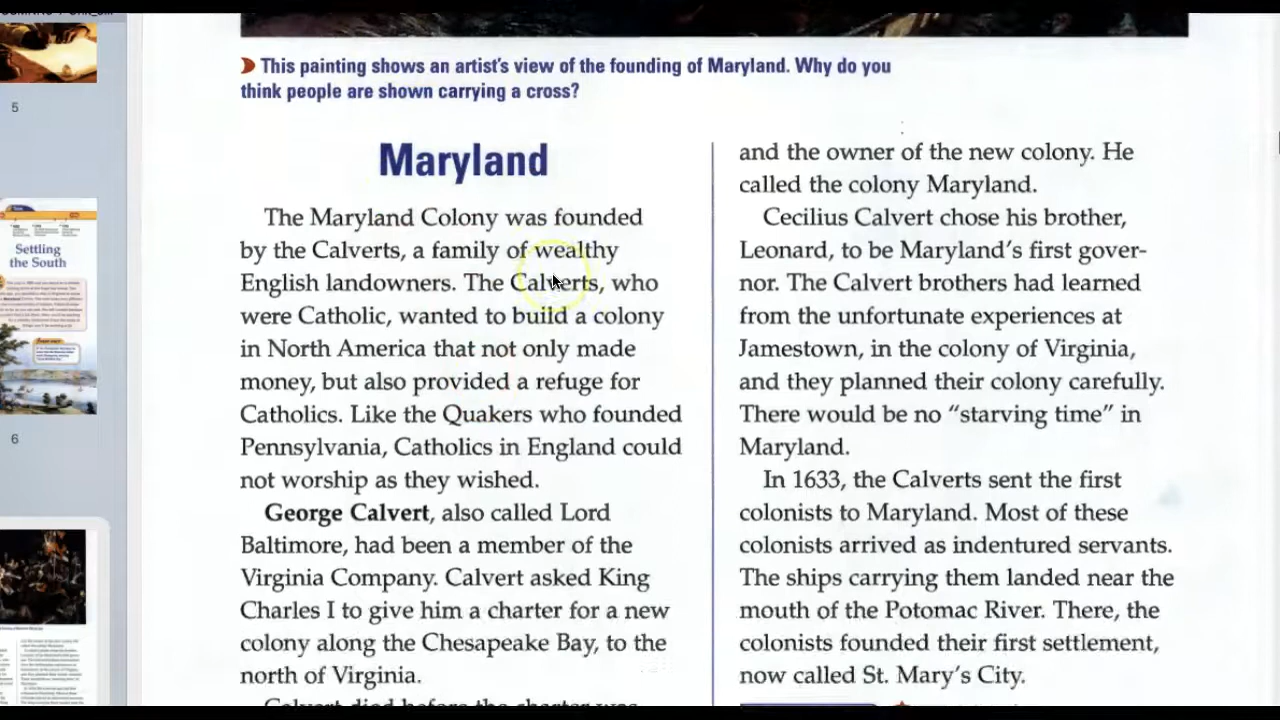 5
Settling
the South
6
This painting shows an artist's view of the founding of Maryland. Why do you
think people are shown carrying a cross?
Maryland
The Maryland Colony was founded
by the Calverts, a family of wealthy
English landowners. The Calverts, who
were Catholic, wanted to build a colony
in North America that not only made
money, but also provided a refuge for
Catholics. Like the Quakers who founded
Pennsylvania, Catholics in England could
not worship as they wished.
George Calvert, also called Lord
Baltimore, had been a member of the
Virginia Company. Calvert asked King
Charles I to give him a charter for a new
colony along the Chesapeake Bay, to the
north of Virginia.
Calvert died before the charter was
and the owner of the new colony. He
called the colony Maryland.
Cecilius Calvert chose his brother,
Leonard, to be Maryland's first gover-
nor. The Calvert brothers had learned
from the unfortunate experiences at
Jamestown, in the colony of Virginia,
and they planned their colony carefully.
There would be no "starving time" in
Maryland.
In 1633, the Calverts sent the first
colonists to Maryland. Most of these
colonists arrived as indentured servants.
The ships carrying them landed near the
mouth of the Potomac River. There, the
colonists founded their first settlement,
now called St. Mary's City.